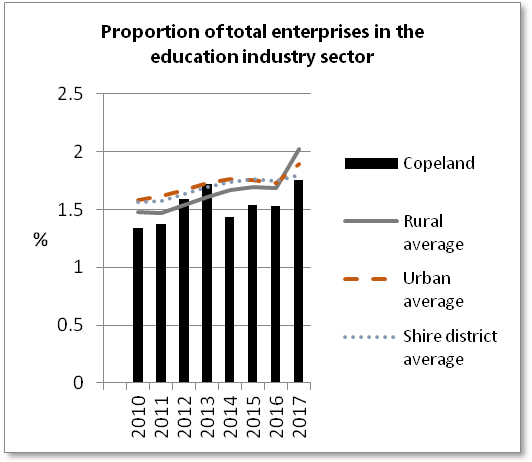 Proportion of total enterprises in the
education industry sector
2.5
2
1.5
1
0.5
0
%
2010
2011
2012
2013
2014
2015
2016
2017
Copeland
Rural
average
Urban
average
Shire district
average